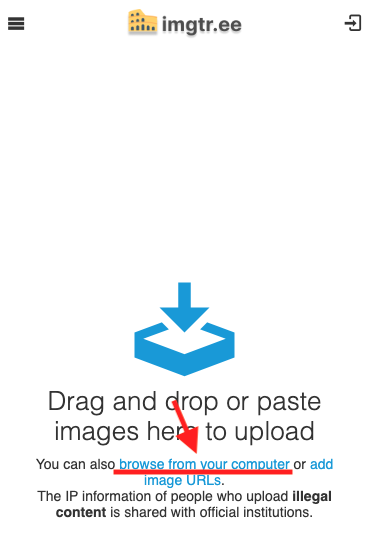 imgtr.ee
Drag and drop or paste
images here to upload
You can also browse from your computer or add
image URLs.
The IP information of people who upload illegal
content is shared with official institutions.